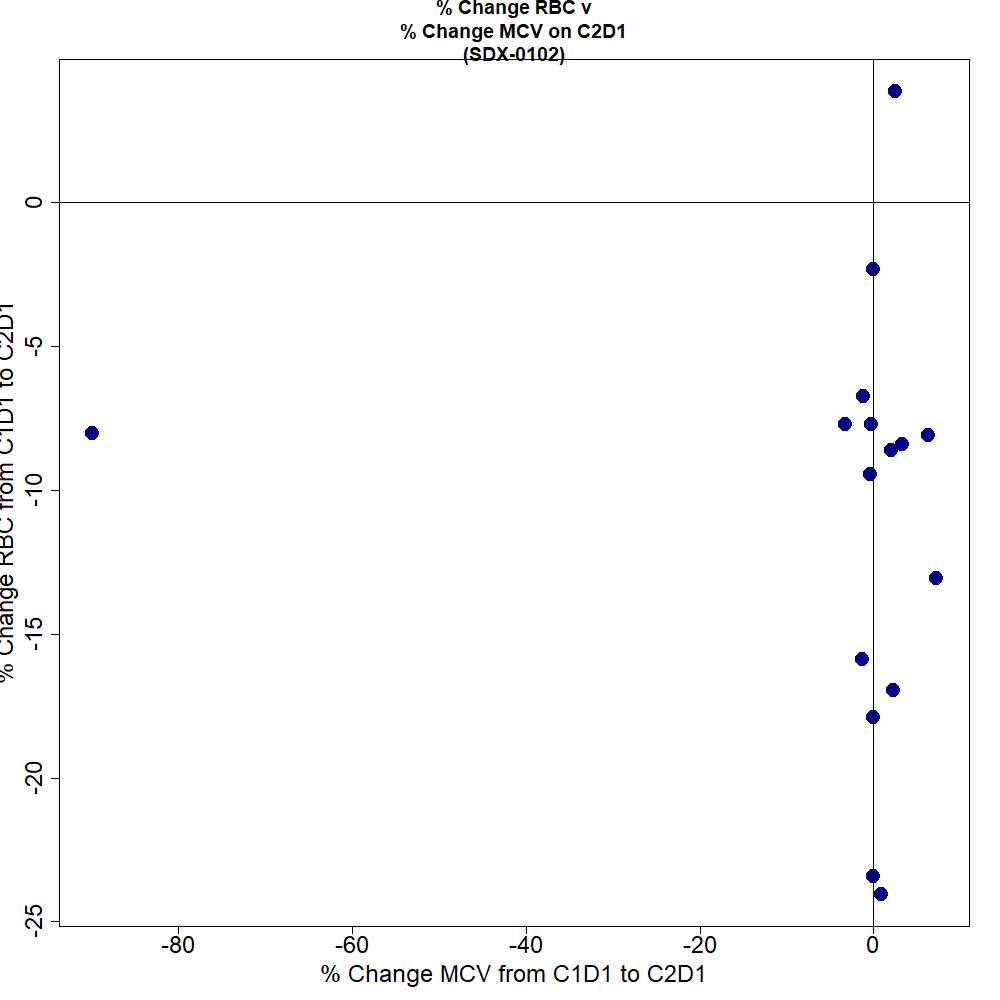 % Change RBC v
% Change MCV on C2D1
(SDX-0102)
% Change RBC from C1D1 to C2D1
0
-5
-10
-15
-20
-25
-80
-60
-40
-20
0
% Change MCV from C1D1 to C2D1